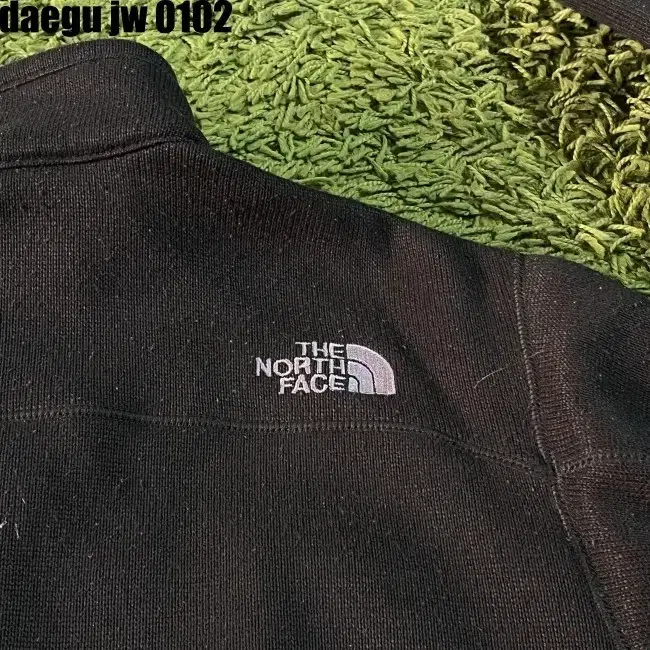 daegu jw 0102
THE
NORTH
FACE